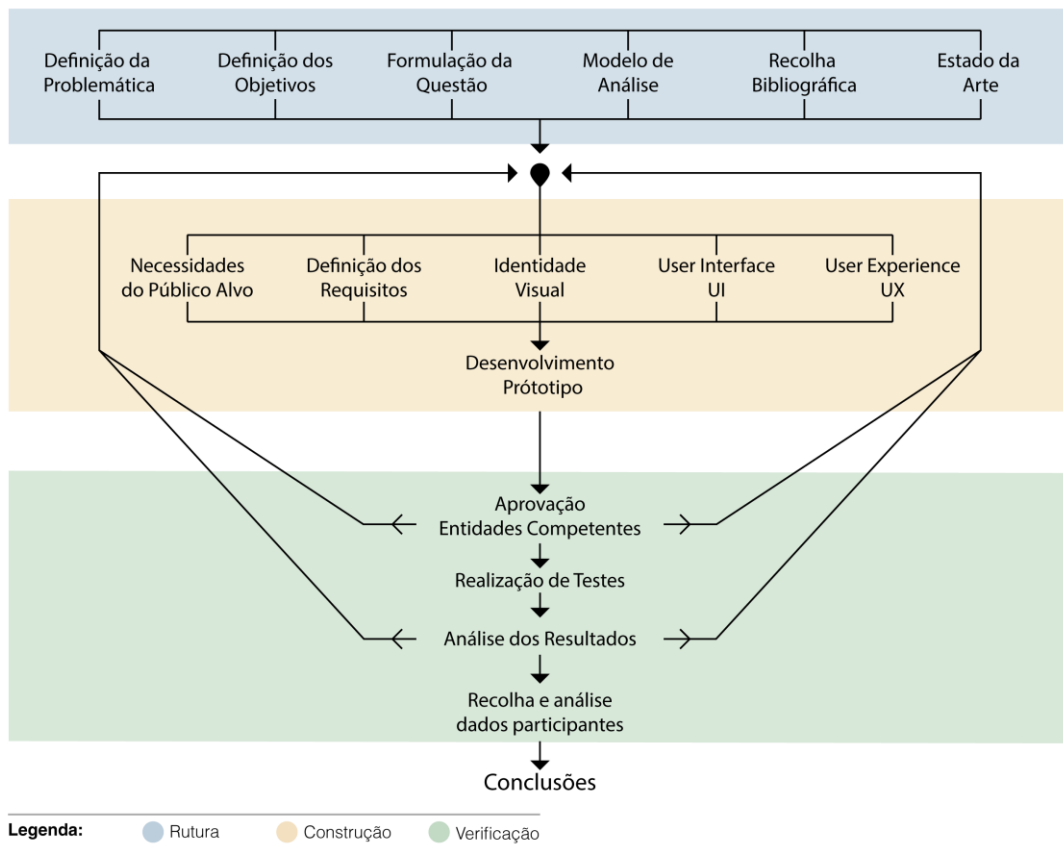 Definição da
Problemática
Definição dos
Objetivos
Formulação da
Questão
Modelo de
Análise
Recolha
Bibliográfica
Estado da
Arte
Necessidades
do Público Alvo
Definição dos
Requisitos
Identidade
Visual
User Interface
UI
User Experience
UX
Desenvolvimento
Prótotipo
Aprovação
Entidades Competentes
Realização de Testes
Análise dos Resultados
Recolha e análise
dados participantes
Conclusões
Legenda:
Rutura
Construção
Verificação